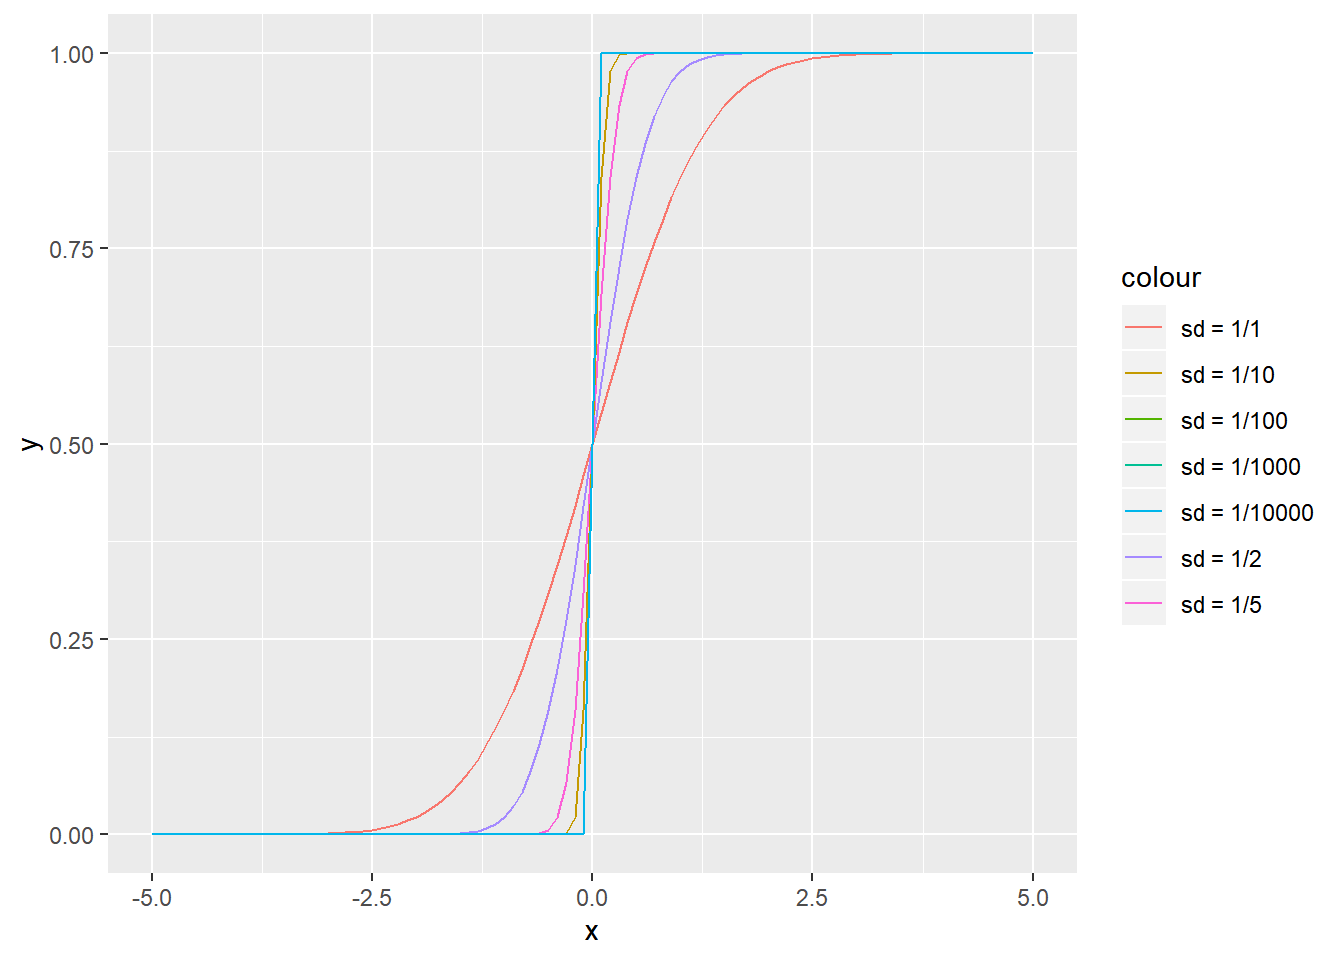 1.00
0.75
0.50
0.25
0.00
y
-5.0 -2.5 0.0 2.5 5.0
x
colour
sd = 1/1
sd = 1/10
sd = 1/100
sd = 1/1000
sd = 1/10000
sd = 1/2
sd = 1/5